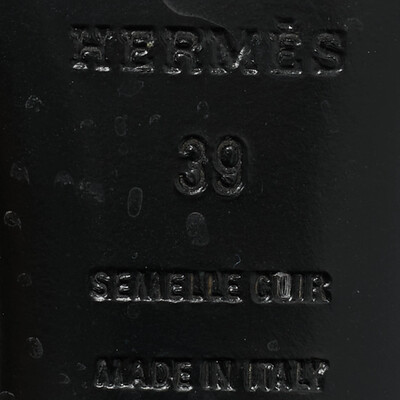 HERMÈS
39
SEMELLE CUIR
MADE IN ITALY